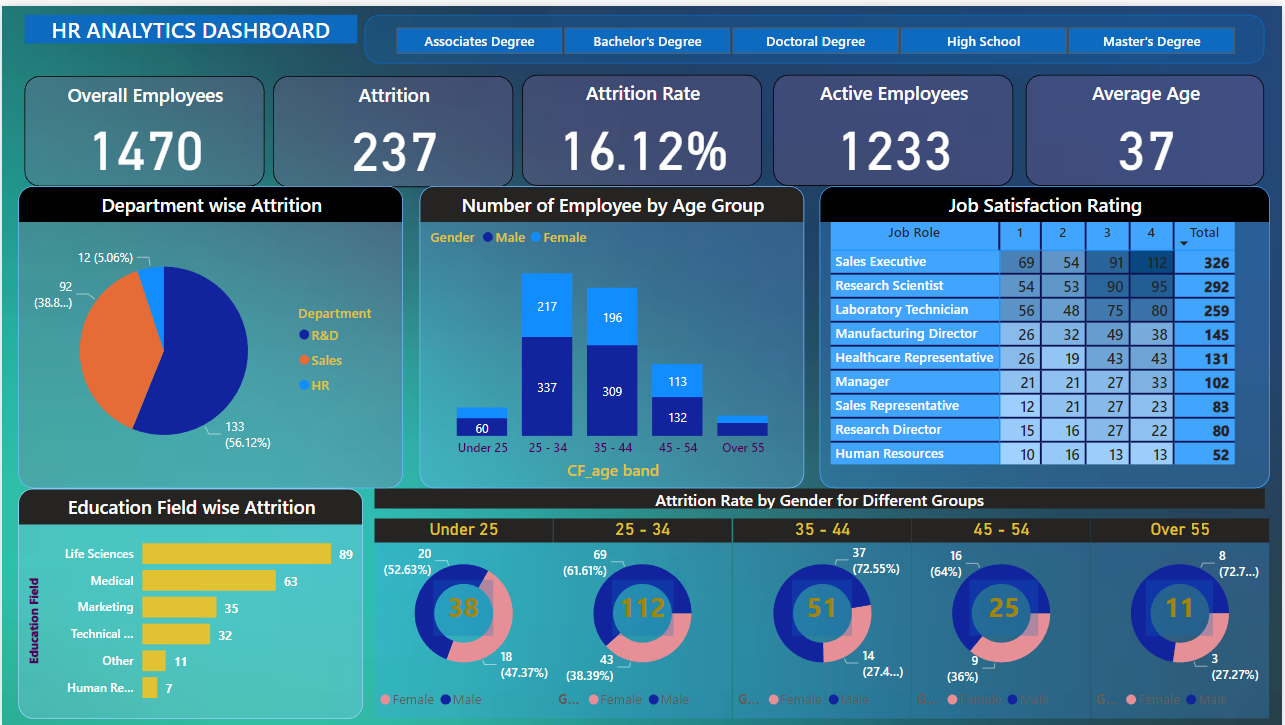 HR ANALYTICS DASHBOARD
Associates Degree Bachelor's Degree Doctoral Degree High School Master's Degree
Overall Employees
1470
Attrition
237
Attrition Rate
16.12%
Active Employees
1233
Average Age
37
Department wise Attrition
12 (5.06%)
92
(38.8...)
133
(56.12%)
Department
R&D
Sales
HR
Number of Employee by Age Group
Gender Male Female
217
196
113
337
309
132
60
Under 25 25 - 34 35 - 44 45 - 54 Over 55
CF_age band
Job Satisfaction Rating
Job Role 1 2 3 4 Total
Sales Executive 69 54 91 112 326
Research Scientist 54 53 90 95 292
Laboratory Technician 56 48 75 80 259
Manufacturing Director 26 32 49 38 145
Healthcare Representative 26 19 43 43 131
Manager 21 21 27 33 102
Sales Representative 12 21 27 23 83
Research Director 15 16 27 22 80
Human Resources 10 16 13 13 52
Education Field wise Attrition
Education Field
Life Sciences 89
Medical 63
Marketing 35
Technical ... 32
Other 11
Human Re... 7
Attrition Rate by Gender for Different Groups
Under 25
20
(52.63%)
38
18
(47.37%)
Female Male
25 - 34
69
(61.61%)
112
43
(38.39%)
G... Female Male
35 - 44
37
(72.55%)
51
14
(27.4...)
G... Female Male
45 - 54
16
(64%)
25
9
(36%)
G... Female Male
Over 55
8
(72.7...)
11
3
(27.27%)
G... Female Male